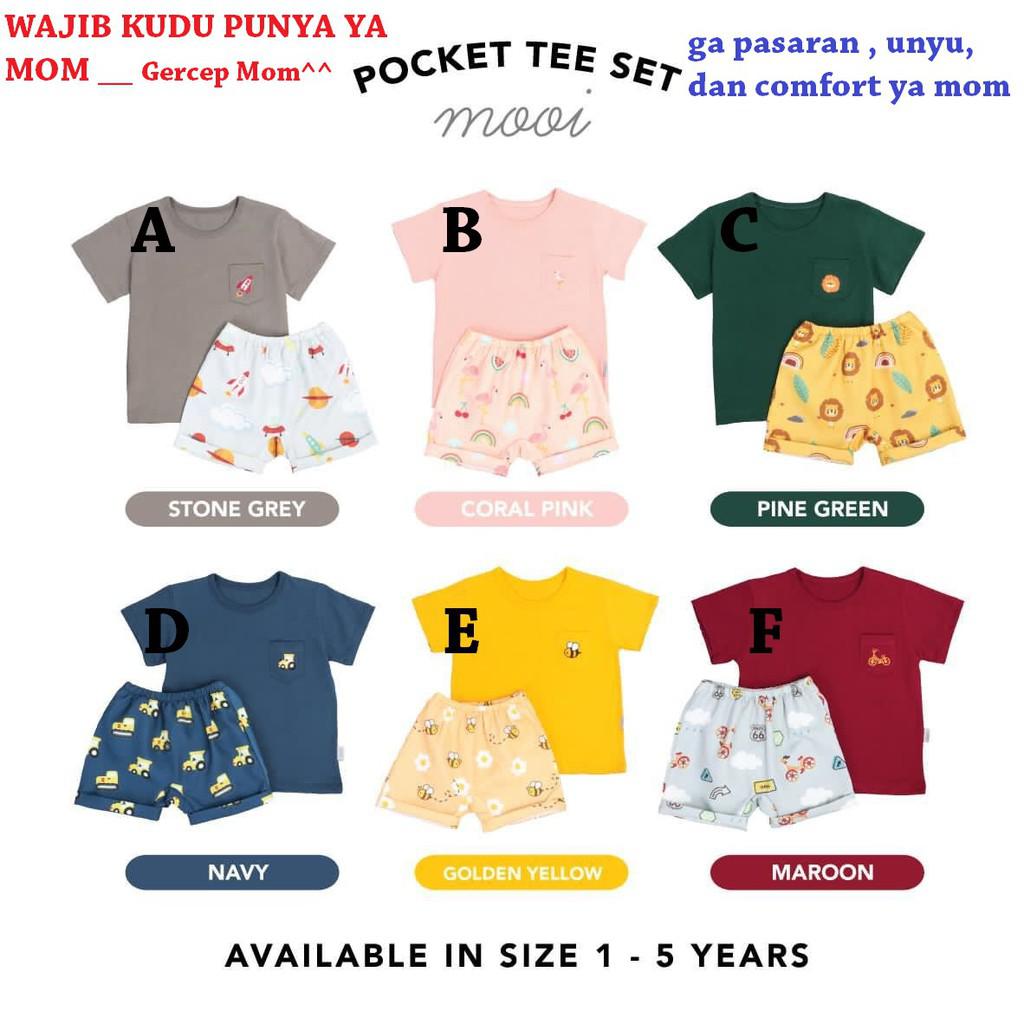 WAJIB KUDU PUNYA YA
MOM __ Gercep Mom^^
POCKET TEE SET
mooi
ga pasaran , unyu,
dan comfort ya mom
A
B
C
STONE GREY
CORAL PINK
PINE GREEN
D
E
F
66
NAVY
GOLDEN YELLOW
MAROON
AVAILABLE IN SIZE 1 - 5 YEARS